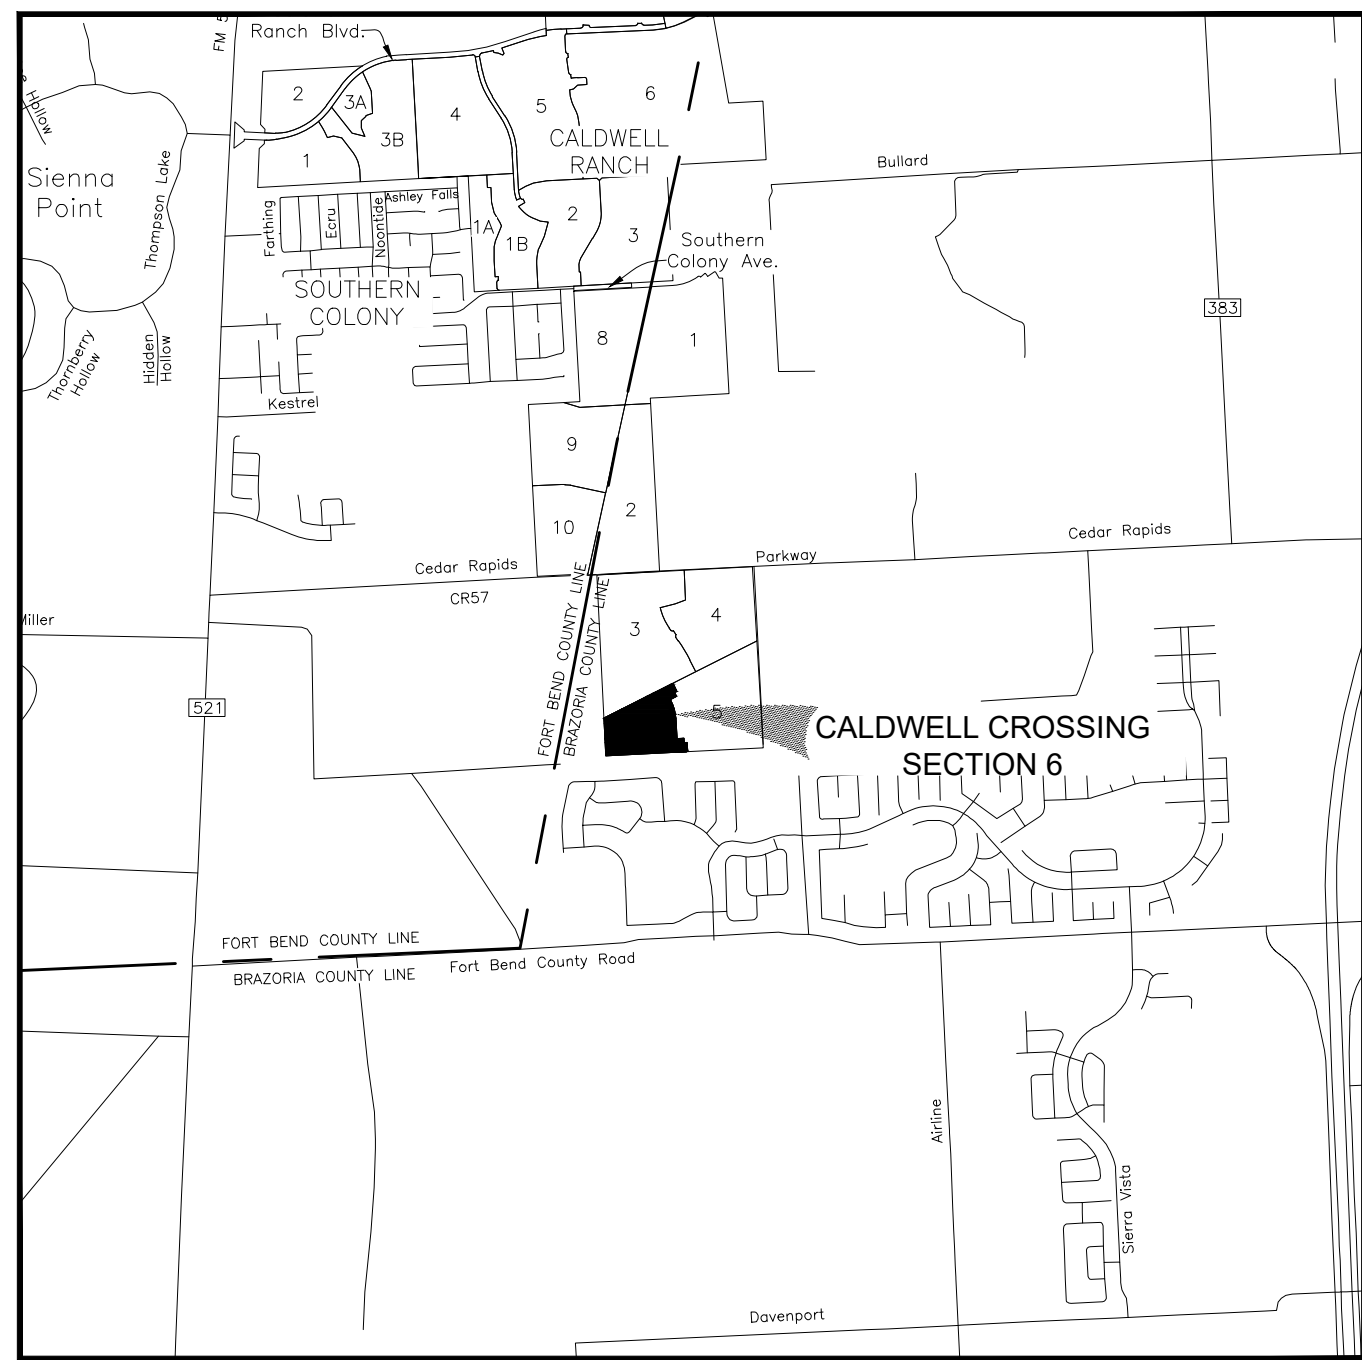 FM 5
Ranch Blvd.
Hollow
2
3A
3B
4
5
6
1
CALDWELL
RANCH
Bullard
Sienna
Point
Thompson Lake
Farthing
Ecru
Noontide
Ashley Falls
1A
1B
2
3
Southern
Colony Ave.
SOUTHERN
COLONY
383
Thornberry
Hollow
Hidden
Hollow
8
1
Kestrel
9
2
10
Cedar Rapids
Parkway
Cedar Rapids
CR57
Miller
FORT BEND COUNTY LINE
BRAZORIA COUNTY LINE
3
4
521
5
CALDWELL CROSSING
SECTION 6
FORT BEND COUNTY LINE
BRAZORIA COUNTY LINE
Fort Bend County Road
Airline
Sierra Vista
Davenport